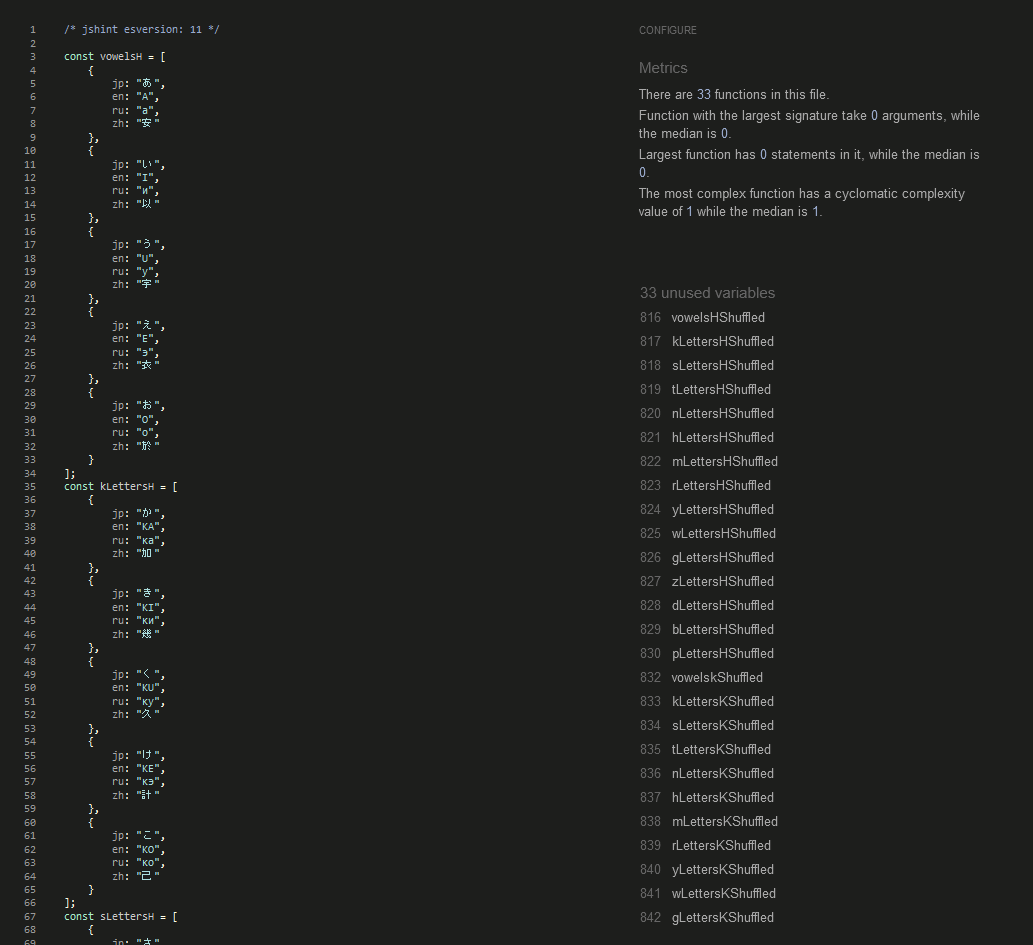 1 /* jshint esversion: 11 */
2
3 const vowelsH = [
4 {
5 jp: "あ",
6 en: "A",
7 ru: "а",
8 zh: "安"
9 },
10 {
11 jp: "い",
12 en: "I",
13 ru: "и",
14 zh: "以"
15 },
16 {
17 jp: "う",
18 en: "U",
19 ru: "у",
20 zh: "宇"
21 },
22 {
23 jp: "え",
24 en: "E",
25 ru: "э",
26 zh: "衣"
27 },
28 {
29 jp: "お",
30 en: "O",
31 ru: "о",
32 zh: "於"
33 }
34 ];
35 const kLettersH = [
36 {
37 jp: "か",
38 en: "KA",
39 ru: "ка",
40 zh: "加"
41 },
42 {
43 jp: "き",
44 en: "KI",
45 ru: "ки",
46 zh: "幾"
47 },
48 {
49 jp: "く",
50 en: "KU",
51 ru: "ку",
52 zh: "久"
53 },
54 {
55 jp: "け",
56 en: "KE",
57 ru: "кэ",
58 zh: "計"
59 },
60 {
61 jp: "こ",
62 en: "KO",
63 ru: "ко",
64 zh: "己"
65 }
66 ];
67 const sLettersH = [
68 {
69 jp: "さ",
CONFIGURE
Metrics
There are 33 functions in this file.
Function with the largest signature take 0 arguments, while
the median is 0.
Largest function has 0 statements in it, while the median is
0.
The most complex function has a cyclomatic complexity
value of 1 while the median is 1.
33 unused variables
816 vowelsHShuffled
817 kLettersHShuffled
818 sLettersHShuffled
819 tLettersHShuffled
820 nLettersHShuffled
821 hLettersHShuffled
822 mLettersHShuffled
823 rLettersHShuffled
824 yLettersHShuffled
825 wLettersHShuffled
826 gLettersHShuffled
827 zLettersHShuffled
828 dLettersHShuffled
829 bLettersHShuffled
830 pLettersHShuffled
832 vowelskShuffled
833 kLettersKShuffled
834 sLettersKShuffled
835 tLettersKShuffled
836 nLettersKShuffled
837 hLettersKShuffled
838 mLettersKShuffled
839 rLettersKShuffled
840 yLettersKShuffled
841 wLettersKShuffled
842 gLettersKShuffled